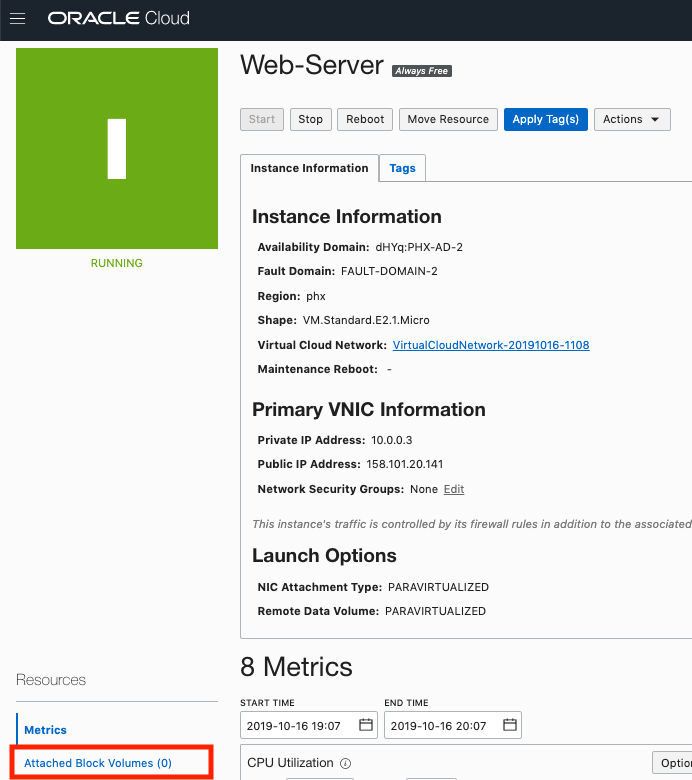 ORACLE Cloud
I
RUNNING
Web-Server Always Free
Start Stop Reboot Move Resource Apply Tag(s) Actions
Instance Information Tags
Instance Information
Availability Domain: dHYq:PHX-AD-2
Fault Domain: FAULT-DOMAIN-2
Region: phx
Shape: VM.Standard.E2.1.Micro
Virtual Cloud Network: VirtualCloudNetwork-20191016-1108
Maintenance Reboot: -
Primary VNIC Information
Private IP Address: 10.0.0.3
Public IP Address: 158.101.20.141
Network Security Groups: None Edit
This instance's traffic is controlled by its firewall rules in addition to the associated
Launch Options
NIC Attachment Type: PARAVIRTUALIZED
Remote Data Volume: PARAVIRTUALIZED
Resources
Metrics
Attached Block Volumes (0)
8 Metrics
START TIME END TIME
2019-10-16 19:07 2019-10-16 20:07
CPU Utilization Option